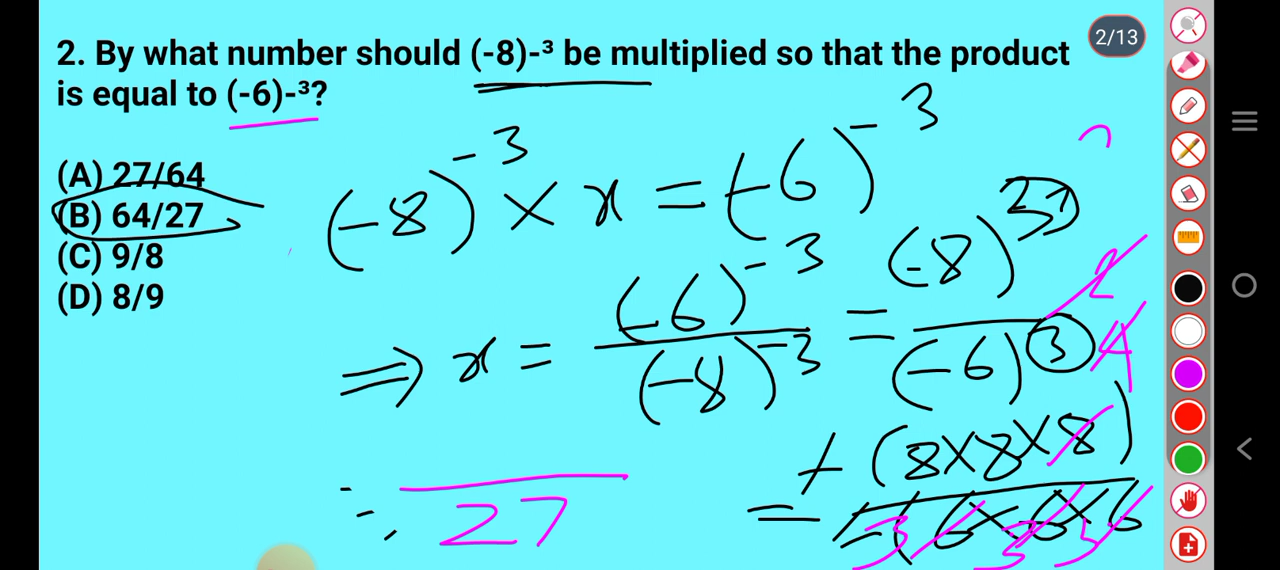 2. By what number should (-8)-³ be multiplied so that the product
is equal to (-6)-³?
2/13
(A) 27/64
(B) 64/27
(C) 9/8
(D) 8/9
(-8)-3 × x = (-6)-3
⇒ x = (-6)-3 / (-8)-3 = (-8)3 / (-6)3
= (8×8×8) / -(6×6×6)
27